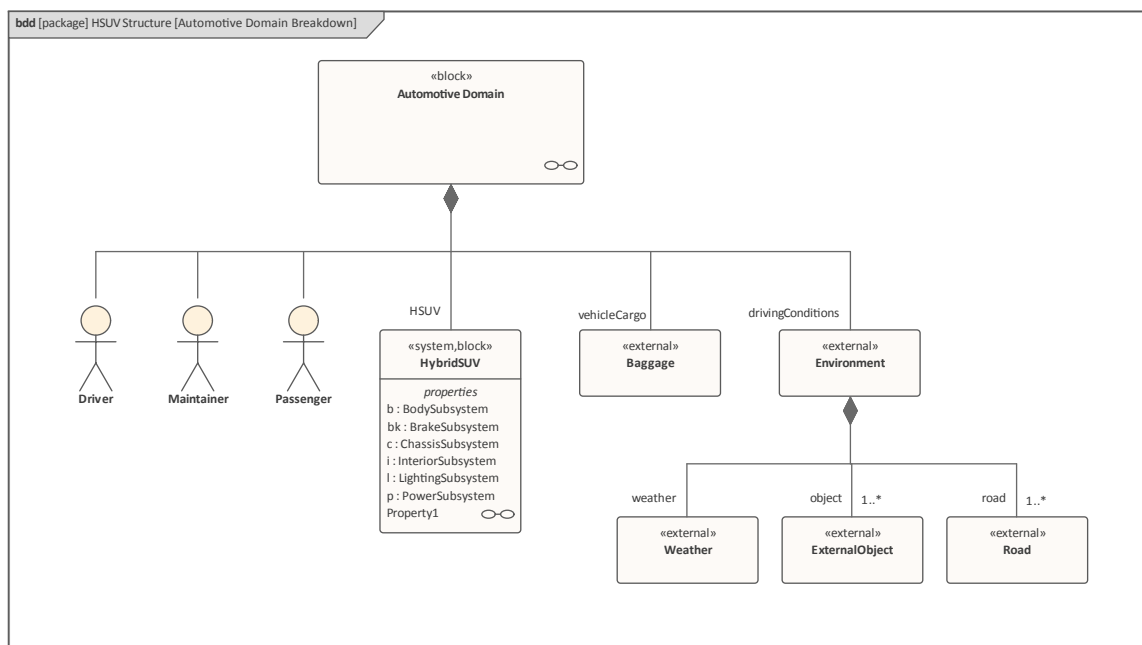 bdd [package] HSUV Structure [Automotive Domain Breakdown]
«block»
Automotive Domain
Driver
Maintainer
Passenger
HSUV
«system,block»
HybridSUV
properties
b : BodySubsystem
bk : BrakeSubsystem
c : ChassisSubsystem
i : InteriorSubsystem
l : LightingSubsystem
p : PowerSubsystem
Property1
vehicleCargo
«external»
Baggage
drivingConditions
«external»
Environment
weather
«external»
Weather
object
1..*
«external»
ExternalObject
road
1..*
«external»
Road